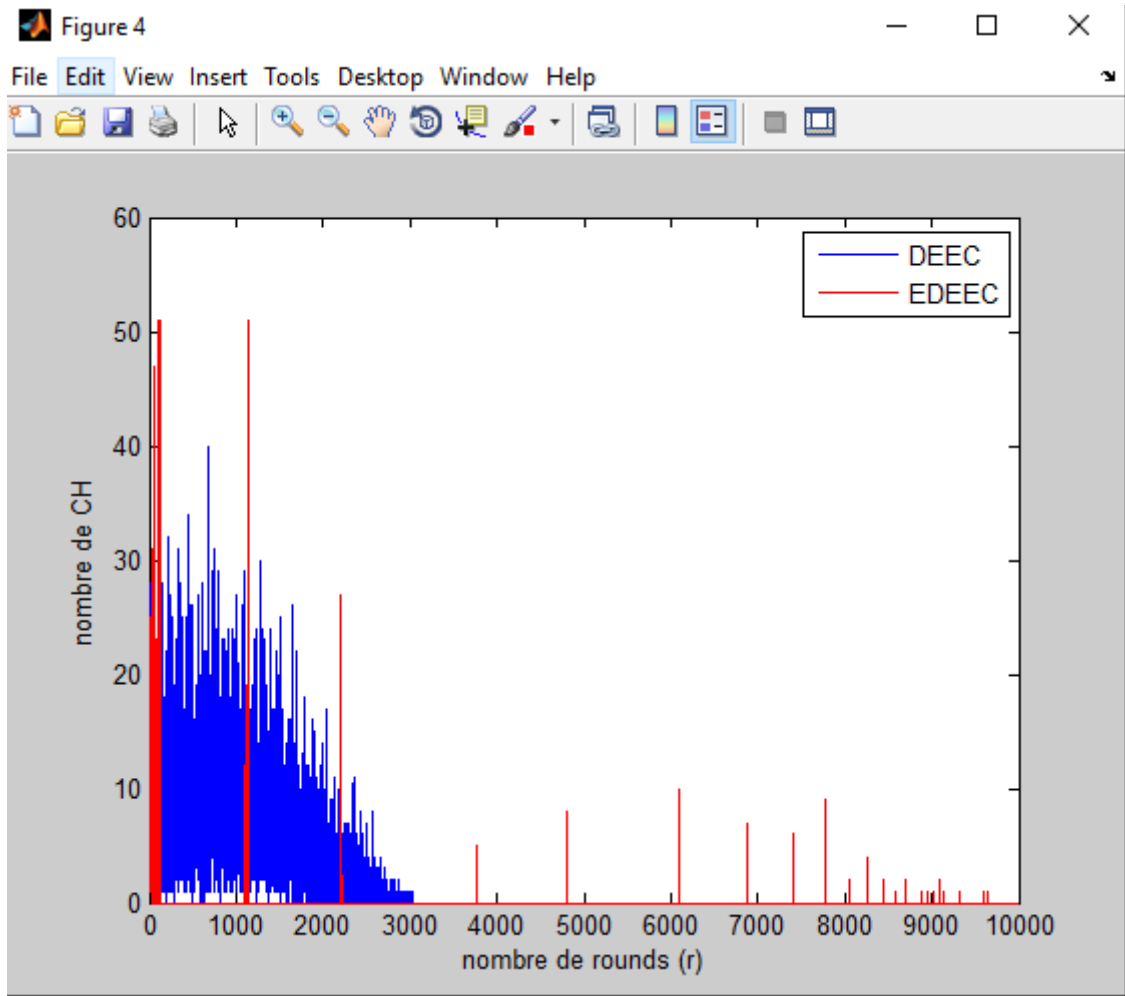 Figure 4
File Edit View Insert Tools Desktop Window Help
60
50
40
30
20
10
0
nombre de CH
DEEC
EDEEC
0 1000 2000 3000 4000 5000 6000 7000 8000 9000 10000
nombre de rounds (r)